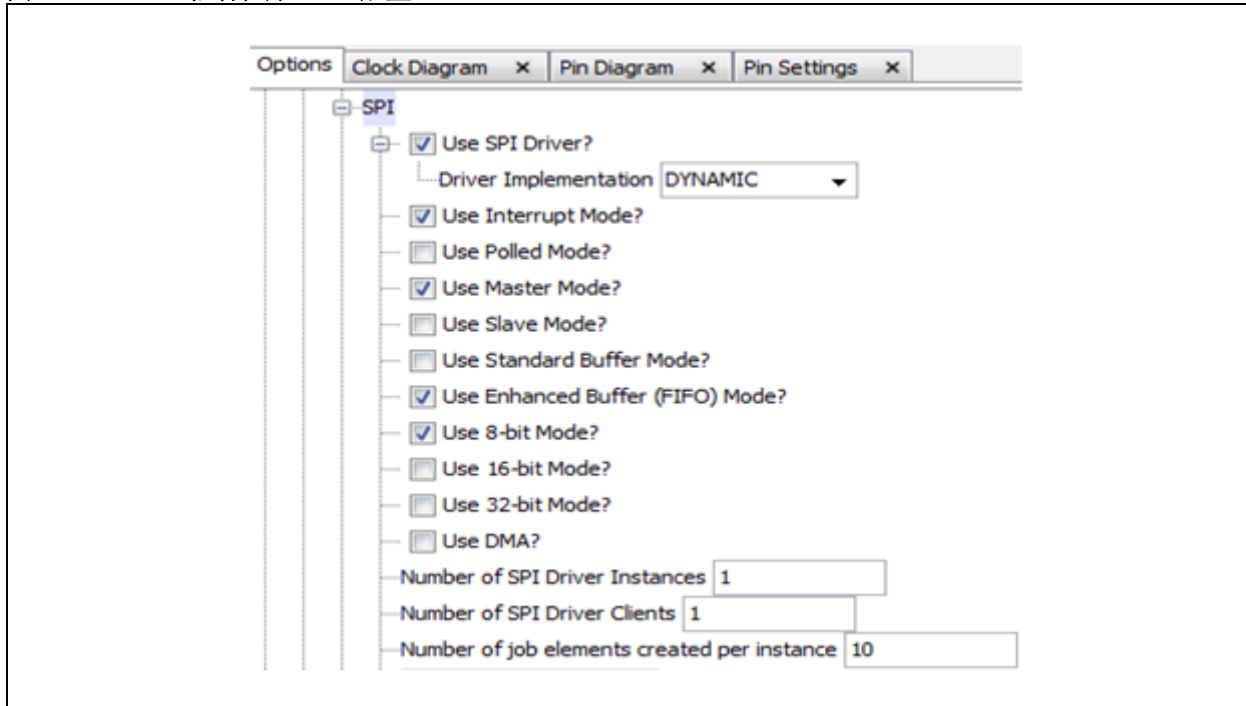 Options Clock Diagram × Pin Diagram × Pin Settings ×
SPI
Use SPI Driver?
Driver Implementation DYNAMIC
Use Interrupt Mode?
Use Polled Mode?
Use Master Mode?
Use Slave Mode?
Use Standard Buffer Mode?
Use Enhanced Buffer (FIFO) Mode?
Use 8-bit Mode?
Use 16-bit Mode?
Use 32-bit Mode?
Use DMA?
Number of SPI Driver Instances 1
Number of SPI Driver Clients 1
Number of job elements created per instance 10